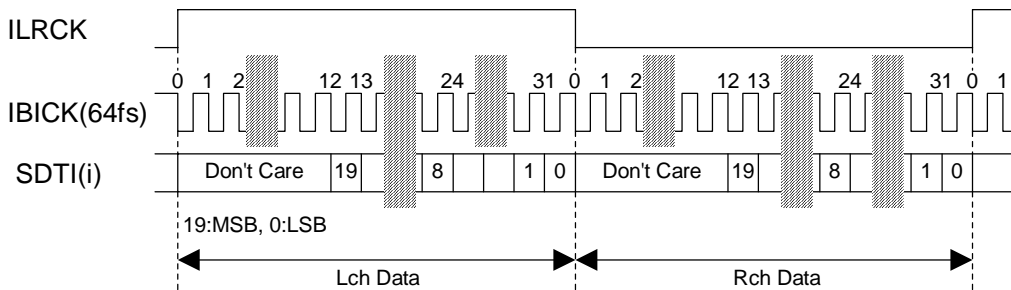 ILRCK
0 1 2 12 13 24 31 0 1 2 12 13 24 31 0 1
IBICK(64fs)
SDTI(i) Don't Care 19 8 1 0 Don't Care 19 8 1 0
19:MSB, 0:LSB
Lch Data Rch Data